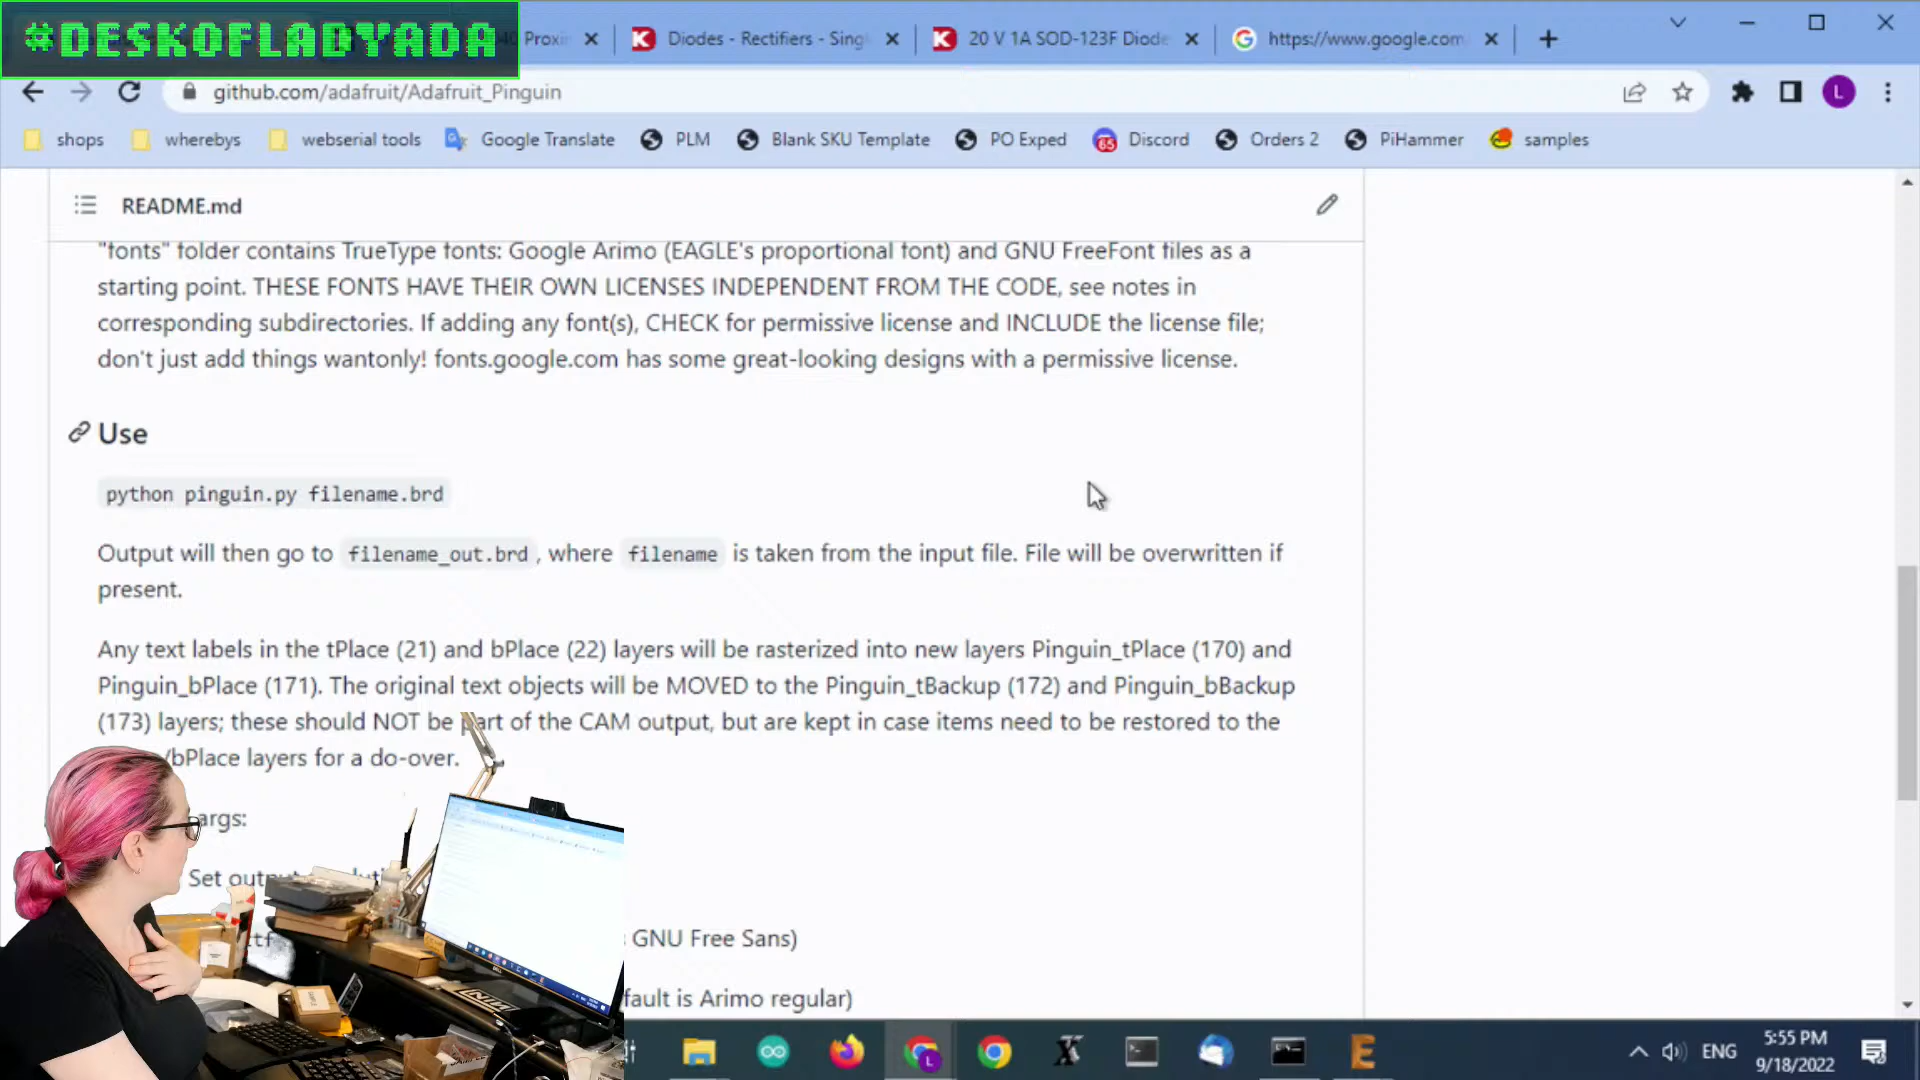 #DESKOFLADYADA
Proxi
Diodes - Rectifiers - Sing
20 V 1A SOD-123F Diode
https://www.google.com
github.com/adafruit/Adafruit_Pinguin
L
shops
wherebys
webserial tools
Google Translate
PLM
Blank SKU Template
PO Exped
65
Discord
Orders 2
PiHammer
samples
README.md
"fonts" folder contains TrueType fonts: Google Arimo (EAGLE's proportional font) and GNU FreeFont files as a
starting point. THESE FONTS HAVE THEIR OWN LICENSES INDEPENDENT FROM THE CODE, see notes in
corresponding subdirectories. If adding any font(s), CHECK for permissive license and INCLUDE the license file;
don't just add things wantonly! fonts.google.com has some great-looking designs with a permissive license.
Use
python pinguin.py filename.brd
Output will then go to filename_out.brd, where filename is taken from the input file. File will be overwritten if
present.
Any text labels in the tPlace (21) and bPlace (22) layers will be rasterized into new layers Pinguin_tPlace (170) and
Pinguin_bPlace (171). The original text objects will be MOVED to the Pinguin_tBackup (172) and Pinguin_bBackup
(173) layers; these should NOT be part of the CAM output, but are kept in case items need to be restored to the
/bPlace layers for a do-over.
args:
Set
GNU Free Sans)
fault is Arimo regular)
ENG
5:55 PM
9/18/2022